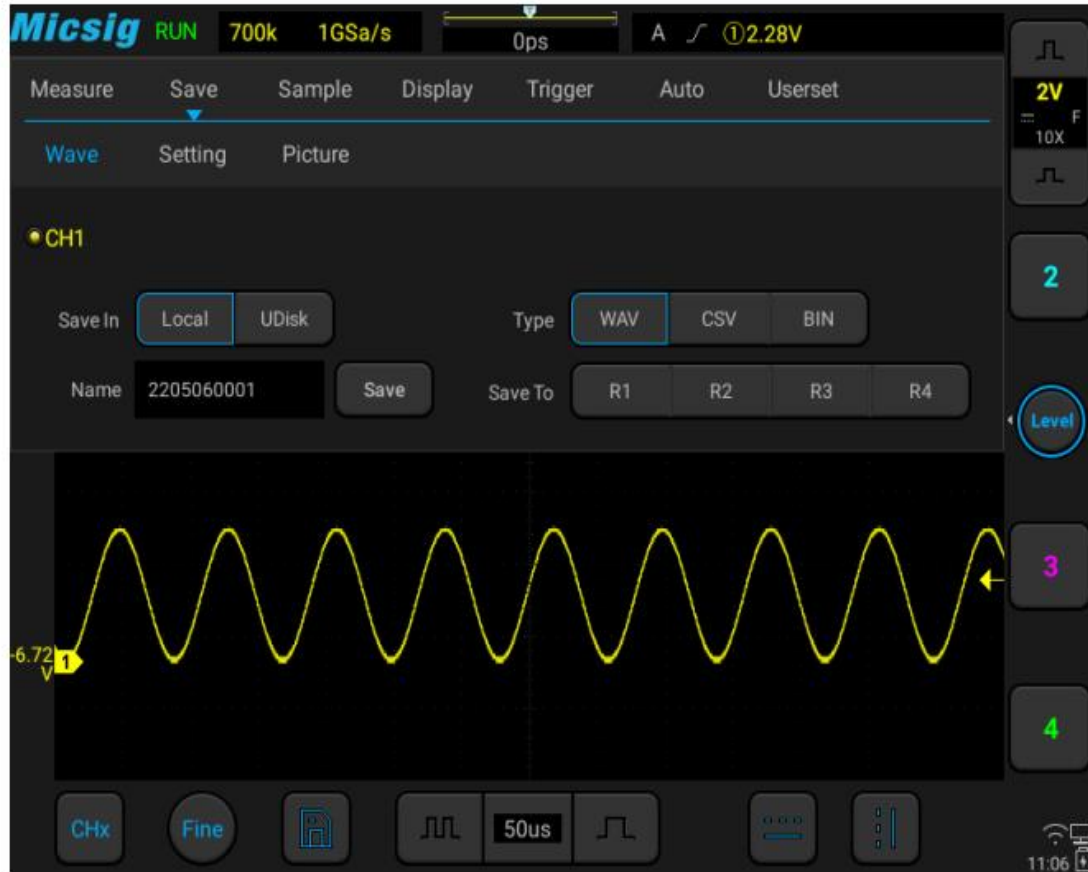 Micsig RUN 700k 1GSa/s T 0ps A ①2.28V
Measure Save Sample Display Trigger Auto Userset
2V
F
10X
Wave Setting Picture
CH1
2
Save In Local UDisk Type WAV CSV BIN
Name 2205060001 Save Save To R1 R2 R3 R4
Level
3
-6.72
V
1
4
CHx Fine 50us
11:06